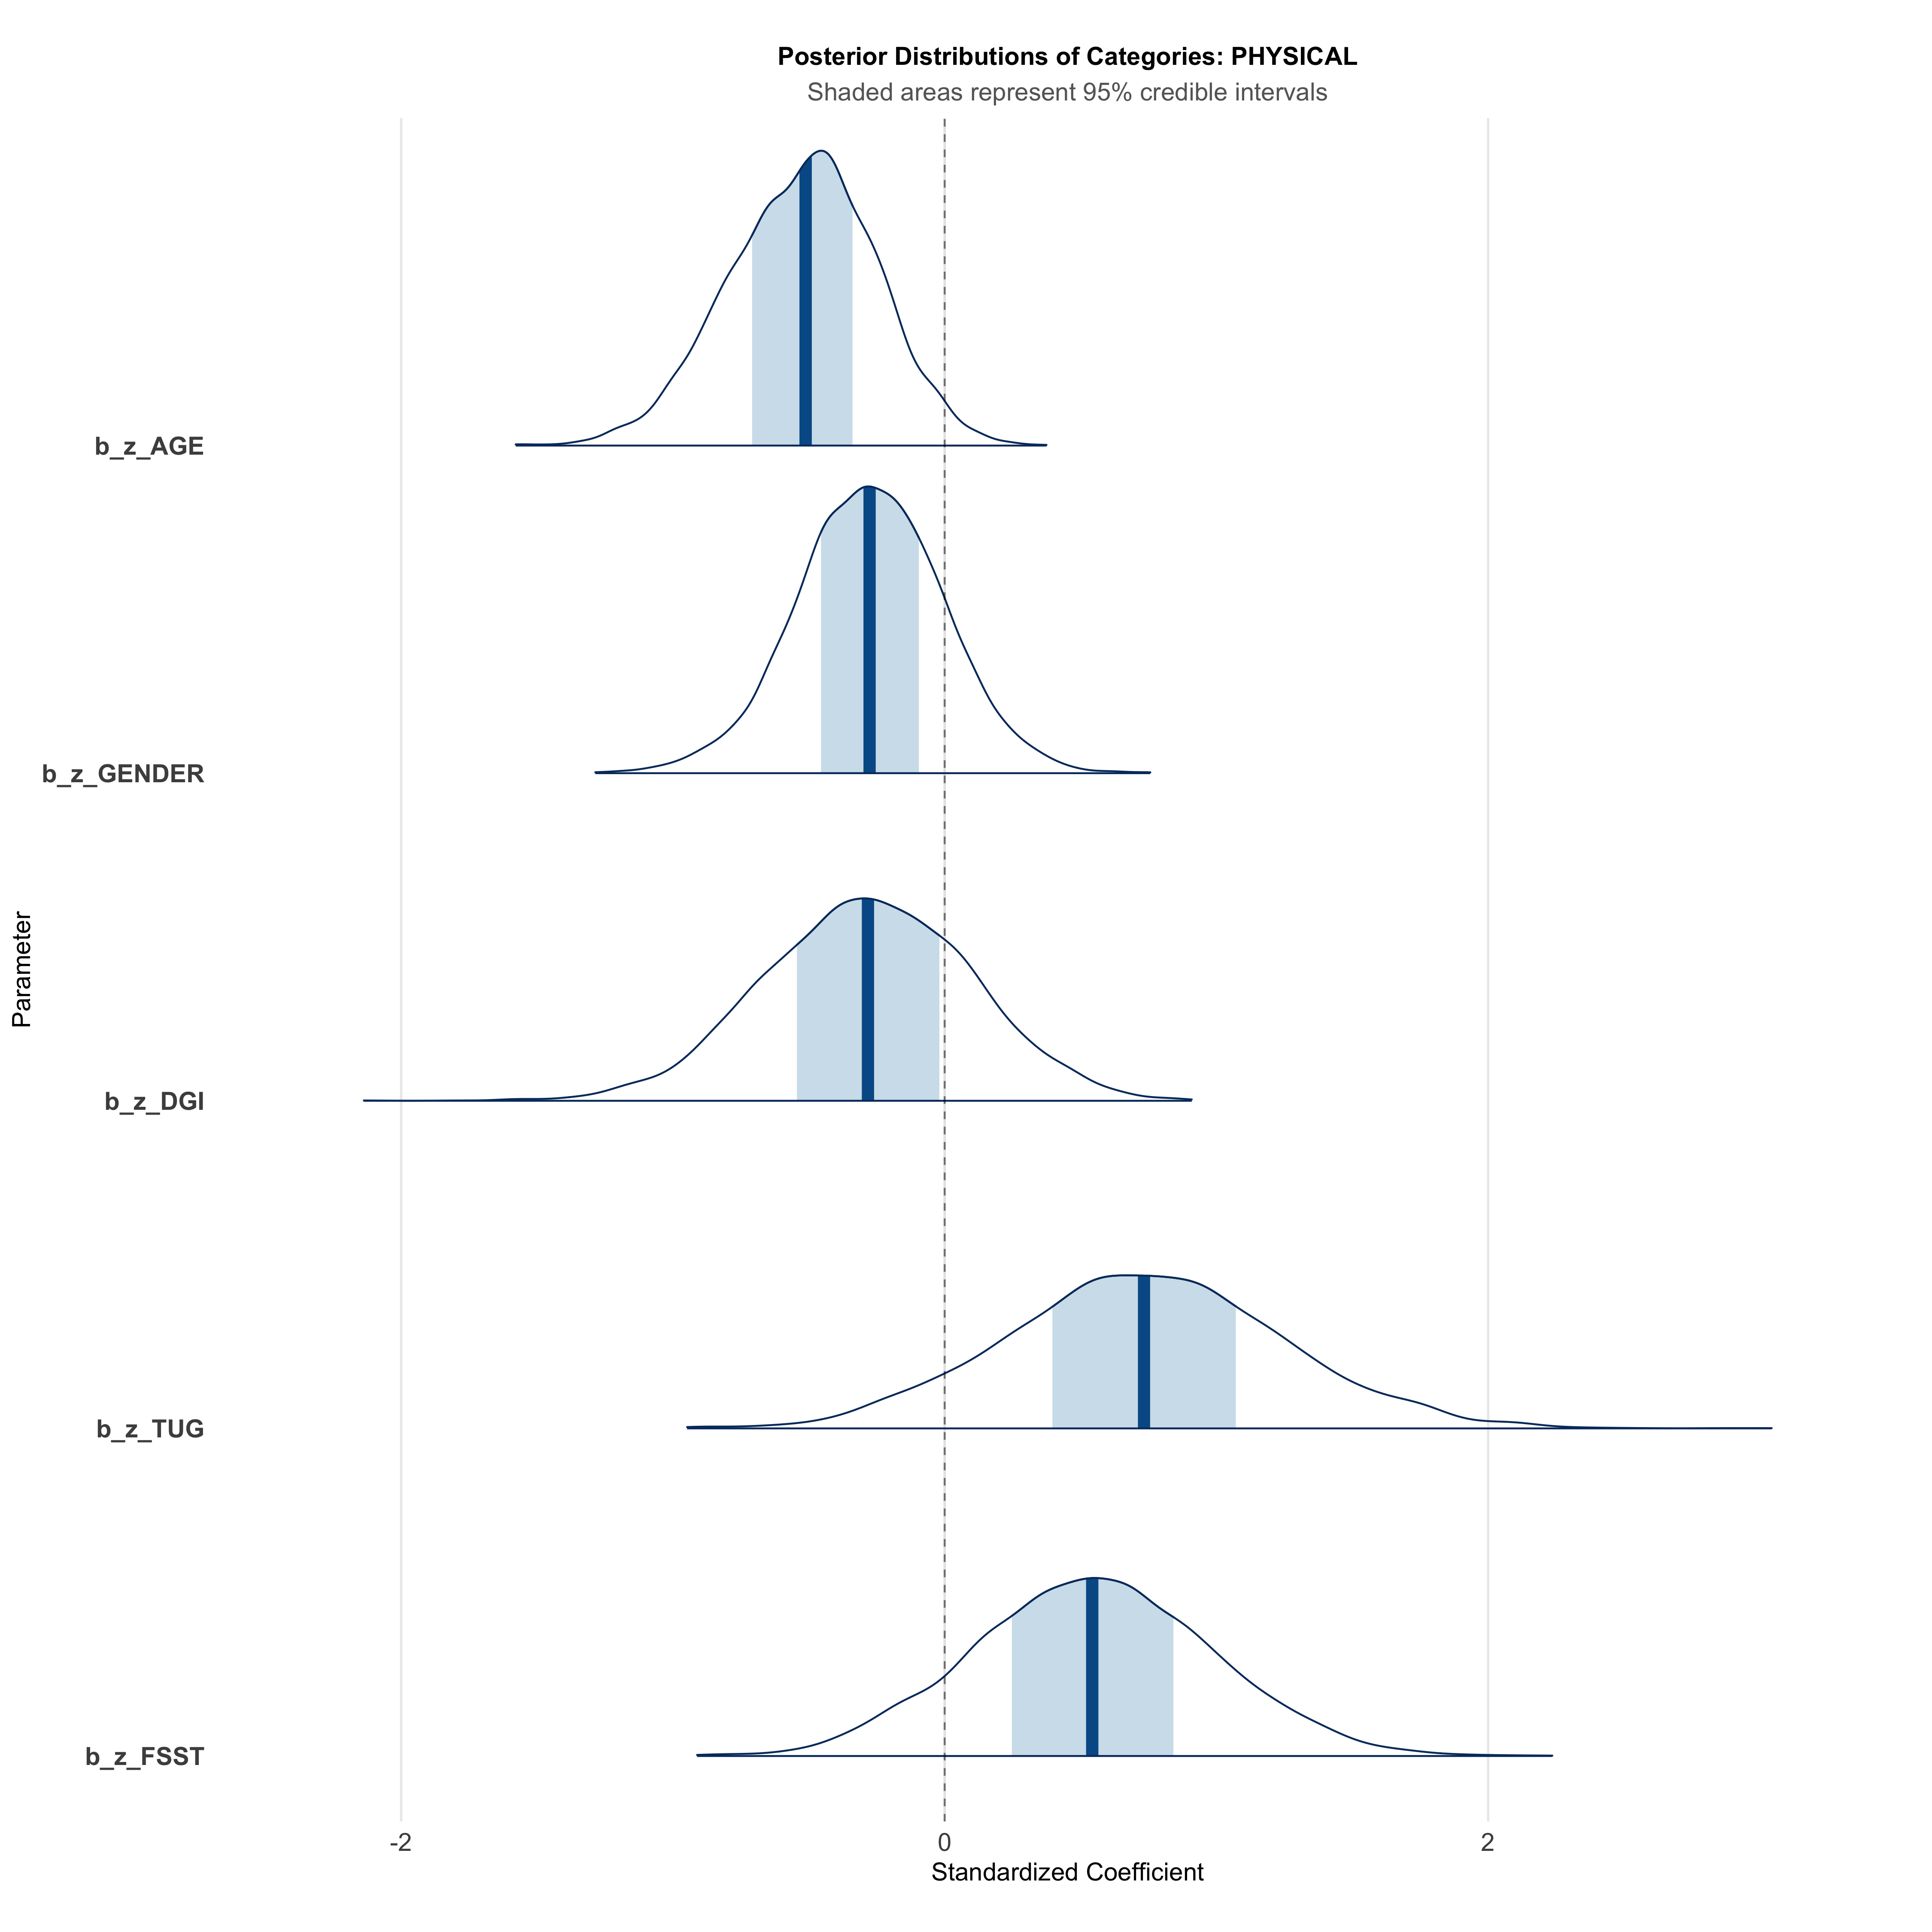 Posterior Distributions of Categories: PHYSICAL
Shaded areas represent 95% credible intervals
b_z_AGE
b_z_GENDER
b_z_DGI
b_z_TUG
b_z_FSST
Parameter
-2
0
2
Standardized Coefficient